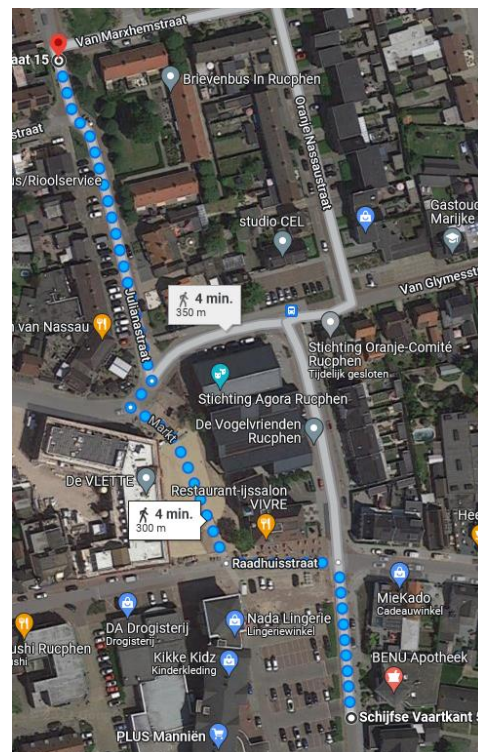 Van Marxhemstraat
aat 15
Brievenbus In Rucphen
Oranje Nassaustraat
straat
us/Rioolservice
studio CEL
Gastoud
Marijke
Van Glymesst
Julianastraat
4 min.
350 m
n van Nassau
Stichting Oranje-Comité
Rucphen
Tijdelijk gesloten
Stichting Agora Rucphen
Markt
De Vogelvrienden
Rucphen
De VLETTE
Restaurant-ijssalon
VIVRE
4 min.
300 m
Hee
Raadhuisstraat
MieKado
Cadeauwinkel
DA Drogisterij
Drogisterij
Nada Lingerie
Lingeriewinkel
ushi Rucphen
shi
Kikke Kidz
Kinderkleding
BENU Apotheek
PLUS Manniën
Schijfse Vaartkant 5